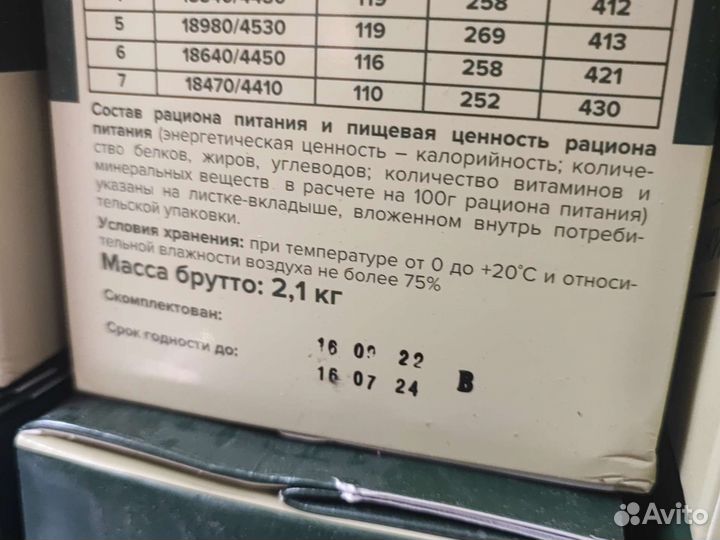 258 412
5 18980/4530 119 269 413
6 18640/4450 116 258 421
7 18470/4410 110 252 430
Состав рациона питания и пищевая ценность рациона
питания (энергетическая ценность – калорийность; количе-
ство белков, жиров, углеводов; количество витаминов и
минеральных веществ в расчете на 100г рациона питания)
указаны на листке-вкладыше, вложенном внутрь потреби-
тельской упаковки.
Условия хранения: при температуре от 0 до +20°С и относи-
тельной влажности воздуха не более 75%
Масса брутто: 2,1 кг
Скомплектован:
Срок годности до:
16 22
16 07 24 В
Avito